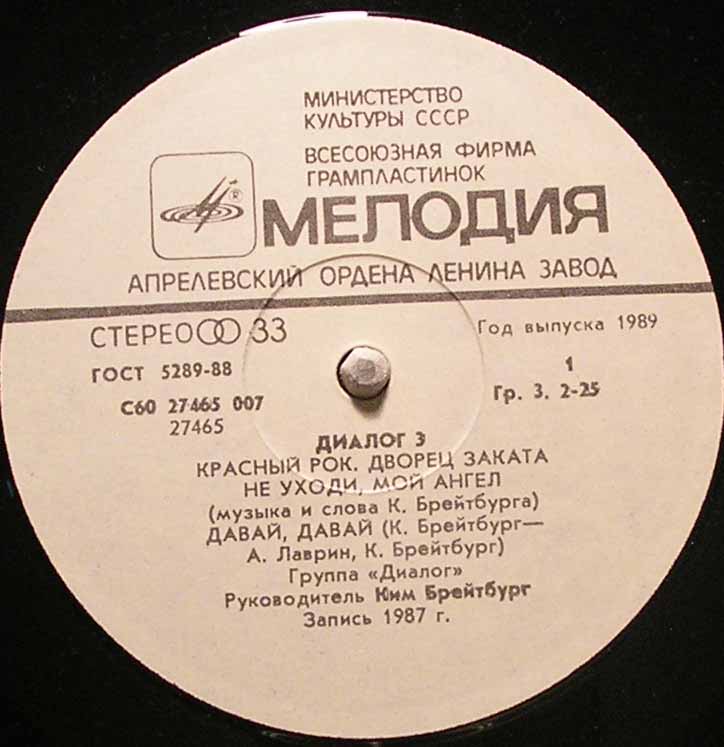 МИНИСТЕРСТВО
КУЛЬТУРЫ СССР
ВСЕСОЮЗНАЯ ФИРМА
ГРАМПЛАСТИНОК
МЕЛОДИЯ
АПРЕЛЕВСКИЙ ОРДЕНА ЛЕНИНА ЗАВОД
СТЕРЕО 33
Год выпуска 1989
ГОСТ 5289-88
1
Гр. 3. 2-25
С60 27465 007
27465
ДИАЛОГ 3
КРАСНЫЙ РОК. ДВОРЕЦ ЗАКАТА
НЕ УХОДИ, МОЙ АНГЕЛ
(музыка и слова К. Брейтбурга)
ДАВАЙ, ДАВАЙ (К. Брейтбург—
А. Лаврин, К. Брейтбург)
Группа «Диалог»
Руководитель Ким Брейтбург
Запись 1987 г.